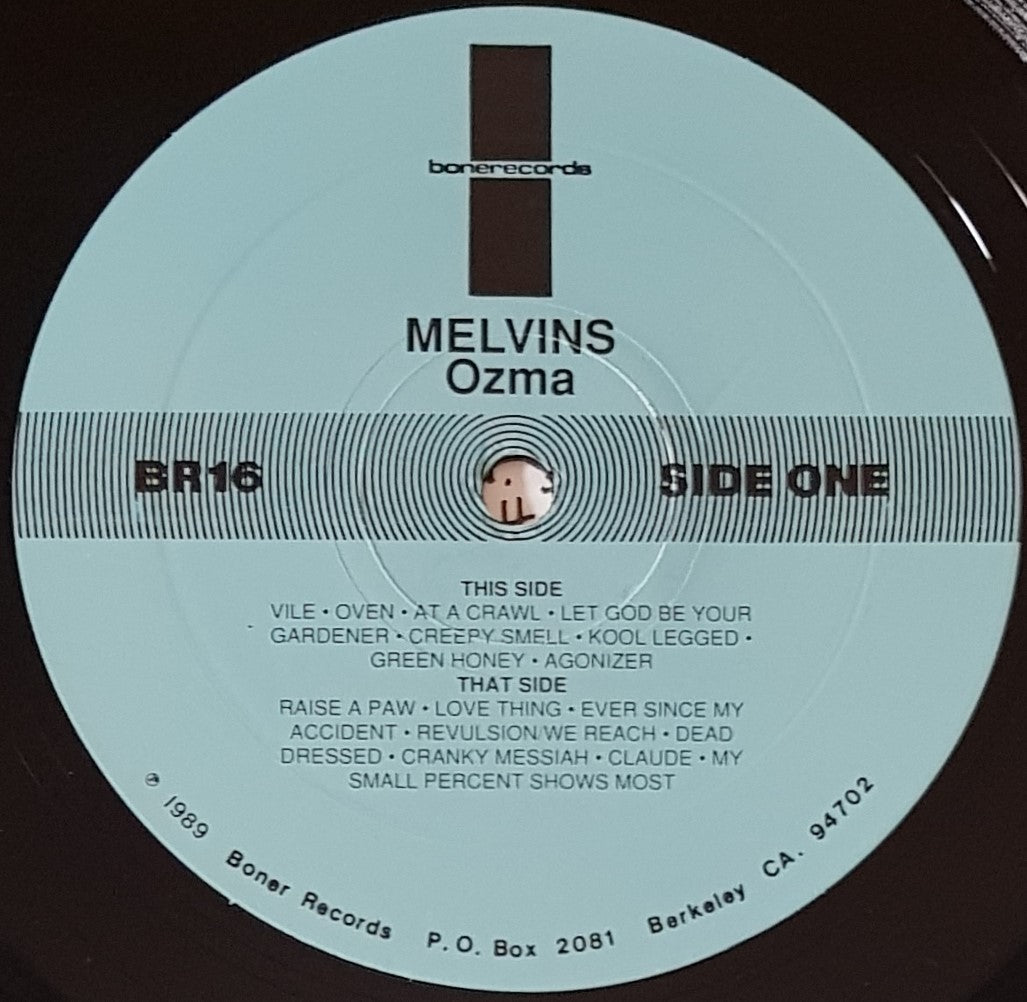 bonerecords
MELVINS
Ozma
BR16
SIDE ONE
THIS SIDE
VILE • OVEN • AT A CRAWL • LET GOD BE YOUR
GARDENER • CREEPY SMELL • KOOL LEGGED •
GREEN HONEY • AGONIZER
THAT SIDE
RAISE A PAW • LOVE THING • EVER SINCE MY
ACCIDENT • REVULSION/WE REACH • DEAD
DRESSED • CRANKY MESSIAH • CLAUDE • MY
SMALL PERCENT SHOWS MOST
℗ 1989 Boner Records P.O. Box 2081 Berkeley CA. 94702